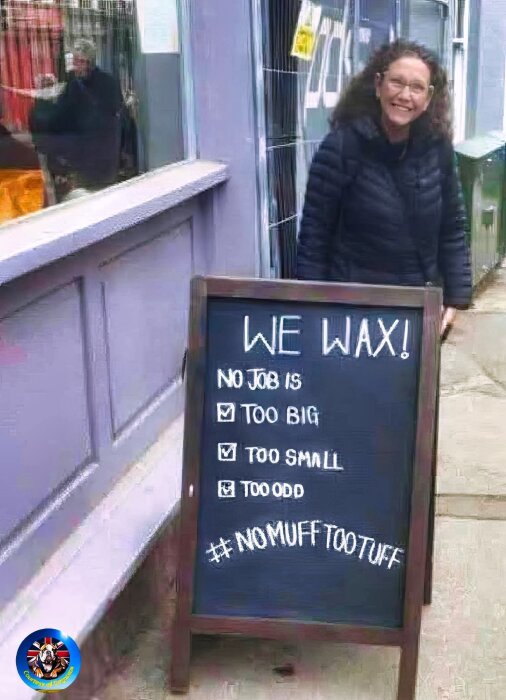 WE WAX!
NO JOB IS
☑ TOO BIG
☑ TOO SMALL
☑ TOO ODD
#NOMUFFTOOTUFF